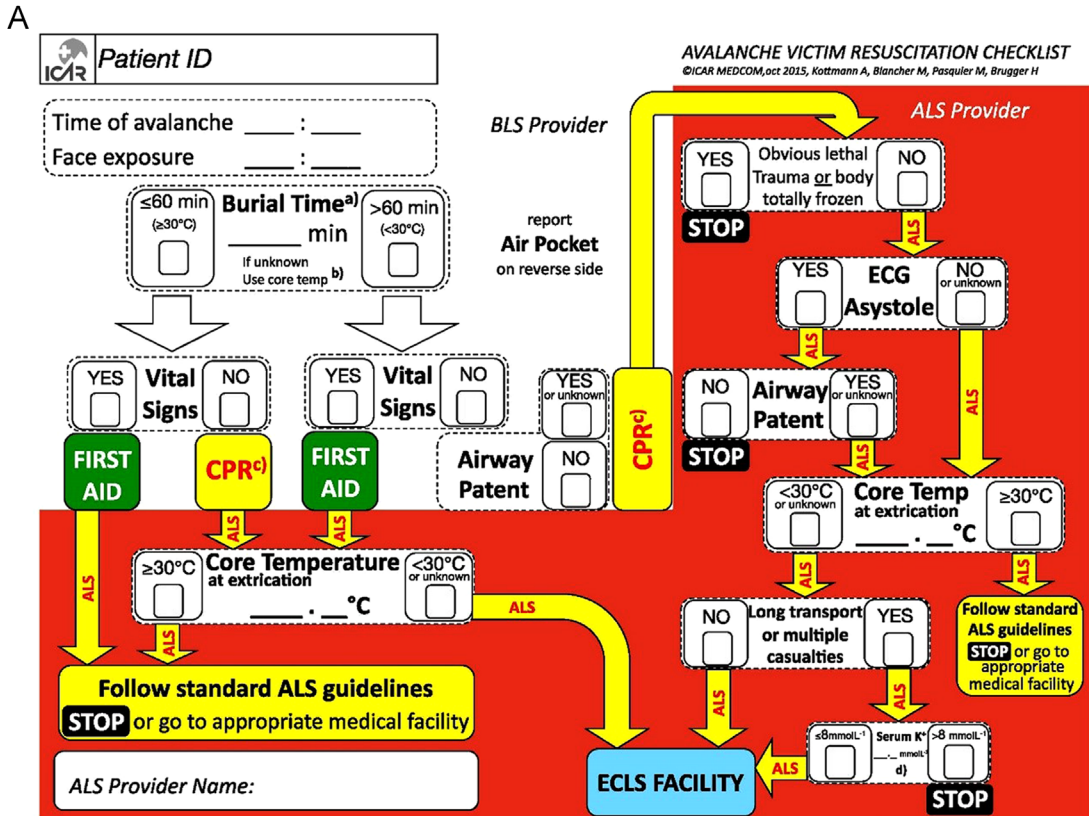 A
ICAR
Patient ID
AVALANCHE VICTIM RESUSCITATION CHECKLIST
©ICAR MEDCOM,oct 2015, Kottmann A, Blancher M, Pasquier M, Brugger H
Time of avalanche ____ : ____
Face exposure ____ : ____
BLS Provider
ALS Provider
≤60 min
(≥30°C)
Burial Time a)
______ min
If unknown
Use core temp b)
>60 min
(<30°C)
report
Air Pocket
on reverse side
YES
Obvious lethal
Trauma or body
totally frozen
NO
STOP
ALS
YES
ECG
Asystole
NO
or unknown
ALS
ALS
YES
Vital
Signs
NO
YES
Vital
Signs
NO
YES
or unknown
Airway
Patent
NO
CPR c)
NO
Airway
Patent
YES
or unknown
STOP
ALS
FIRST
AID
CPR c)
FIRST
AID
ALS
ALS
ALS
<30°C
or unknown
Core Temp
at extrication
____ . __°C
≥30°C
ALS
ALS
≥30°C
Core Temperature
at extrication
____ . __°C
<30°C
or unknown
ALS
ALS
NO
Long transport
or multiple
casualties
YES
Follow standard
ALS guidelines
STOP or go to
appropriate
medical facility
Follow standard ALS guidelines
STOP or go to appropriate medical facility
ALS
ALS
≤8mmolL⁻¹
Serum K⁺
__._ mmolL⁻¹
d)
>8 mmolL⁻¹
STOP
ALS
ECLS FACILITY
ALS Provider Name: